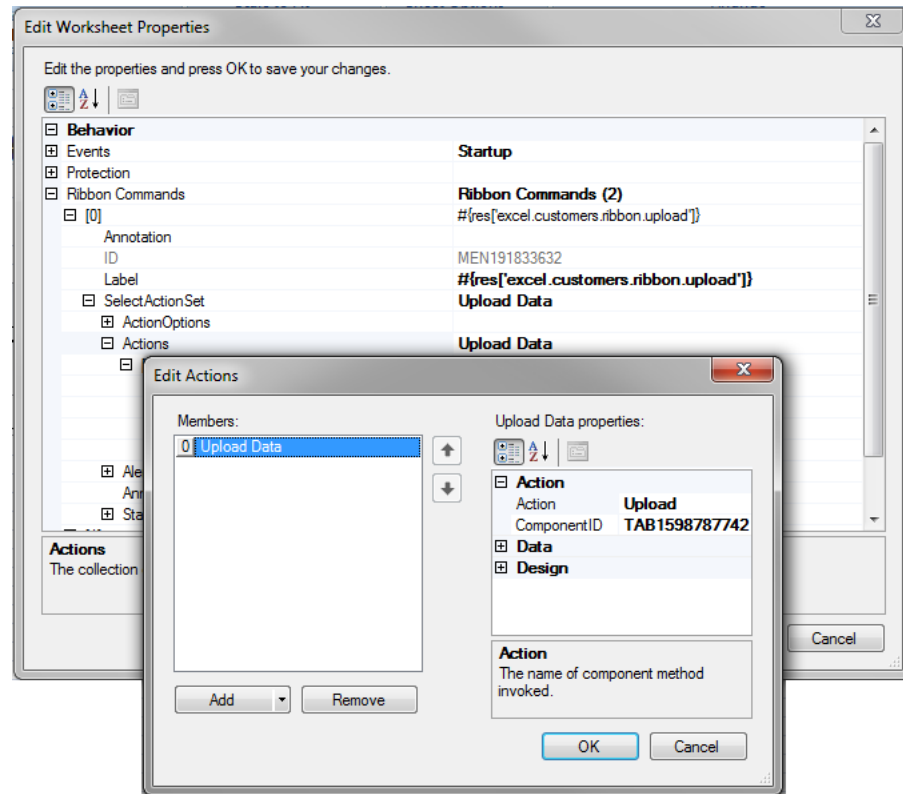 Edit Worksheet Properties
Edit the properties and press OK to save your changes.
Behavior
Events Startup
Protection
Ribbon Commands Ribbon Commands (2)
[0] #{res['excel.customers.ribbon.upload']}
Annotation
ID MEN191833632
Label #{res['excel.customers.ribbon.upload']}
SelectActionSet Upload Data
ActionOptions
Actions Upload Data
Ale
Ann
Sta
Actions
The collection
Cancel
Edit Actions
Members:
0 Upload Data
Add
Remove
Upload Data properties:
Action
Action Upload
ComponentID TAB1598787742
Data
Design
Action
The name of component method
invoked.
OK
Cancel